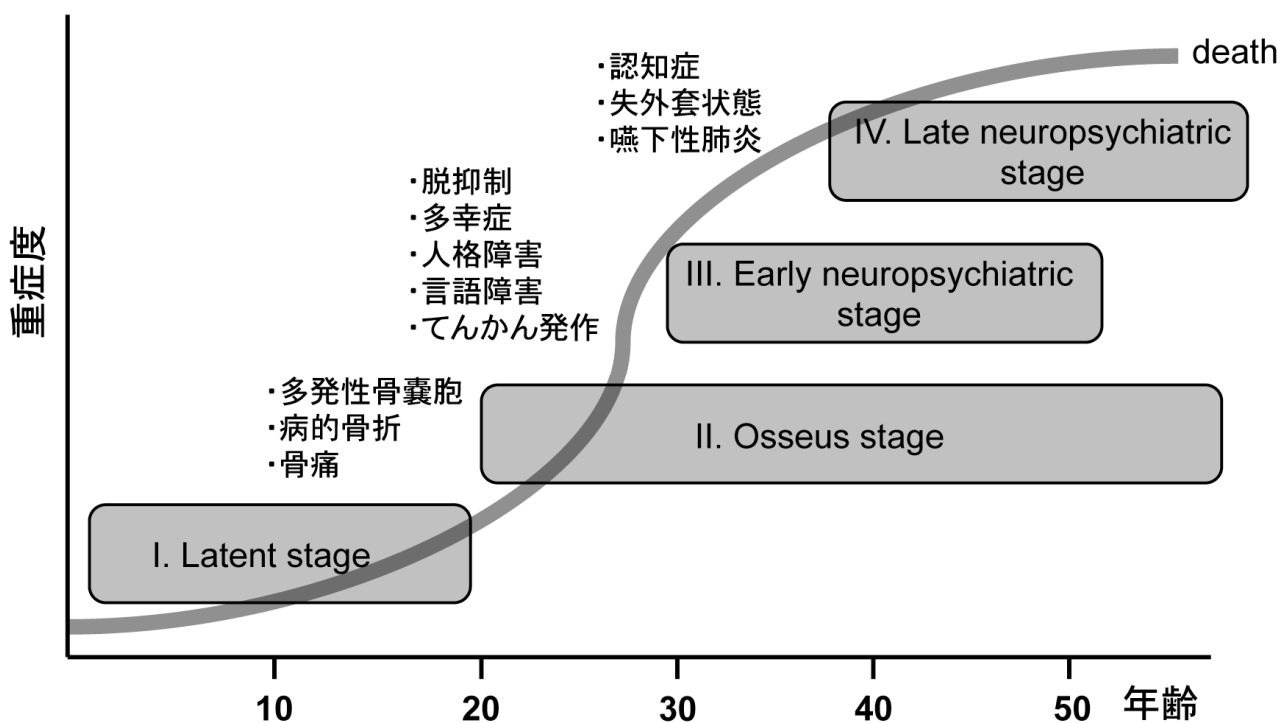 death
・認知症
・失外套状態
・嚥下性肺炎
IV. Late neuropsychiatric
stage
・脱抑制
・多幸症
・人格障害
・言語障害
・てんかん発作
III. Early neuropsychiatric
stage
重症度
・多発性骨嚢胞
・病的骨折
・骨痛
II. Osseus stage
I. Latent stage
10 20 30 40 50 年齢